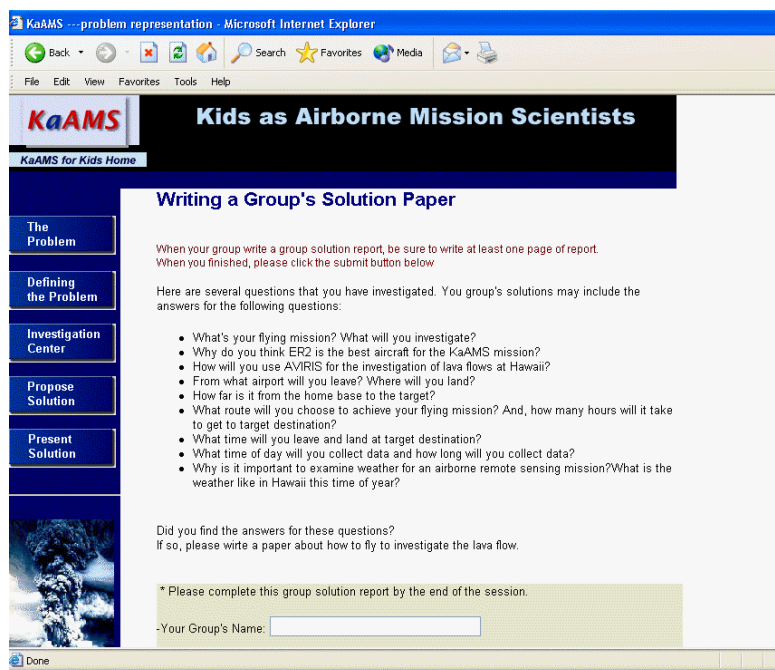 KaAMS ---problem representation - Microsoft Internet Explorer
Back Search Favorites Media
File Edit View Favorites Tools Help
KaAMS
Kids as Airborne Mission Scientists
KaAMS for Kids Home
The
Problem
Defining
the Problem
Investigation
Center
Propose
Solution
Present
Solution
Writing a Group's Solution Paper
When your group write a group solution report, be sure to write at least one page of report.
When you finished, please click the submit button below
Here are several questions that you have investigated. You group's solutions may include the
answers for the following questions:
What's your flying mission? What will you investigate?
Why do you think ER2 is the best aircraft for the KaAMS mission?
How will you use AVIRIS for the investigation of lava flows at Hawaii?
From what airport will you leave? Where will you land?
How far is it from the home base to the target?
What route will you choose to achieve your flying mission? And, how many hours will it take
to get to target destination?
What time will you leave and land at target destination?
What time of day will you collect data and how long will you collect data?
Why is it important to examine weather for an airborne remote sensing mission?What is the
weather like in Hawaii this time of year?
Did you find the answers for these questions?
If so, please wirte a paper about how to fly to investigate the lava flow.
* Please complete this group solution report by the end of the session.
-Your Group's Name:
Done